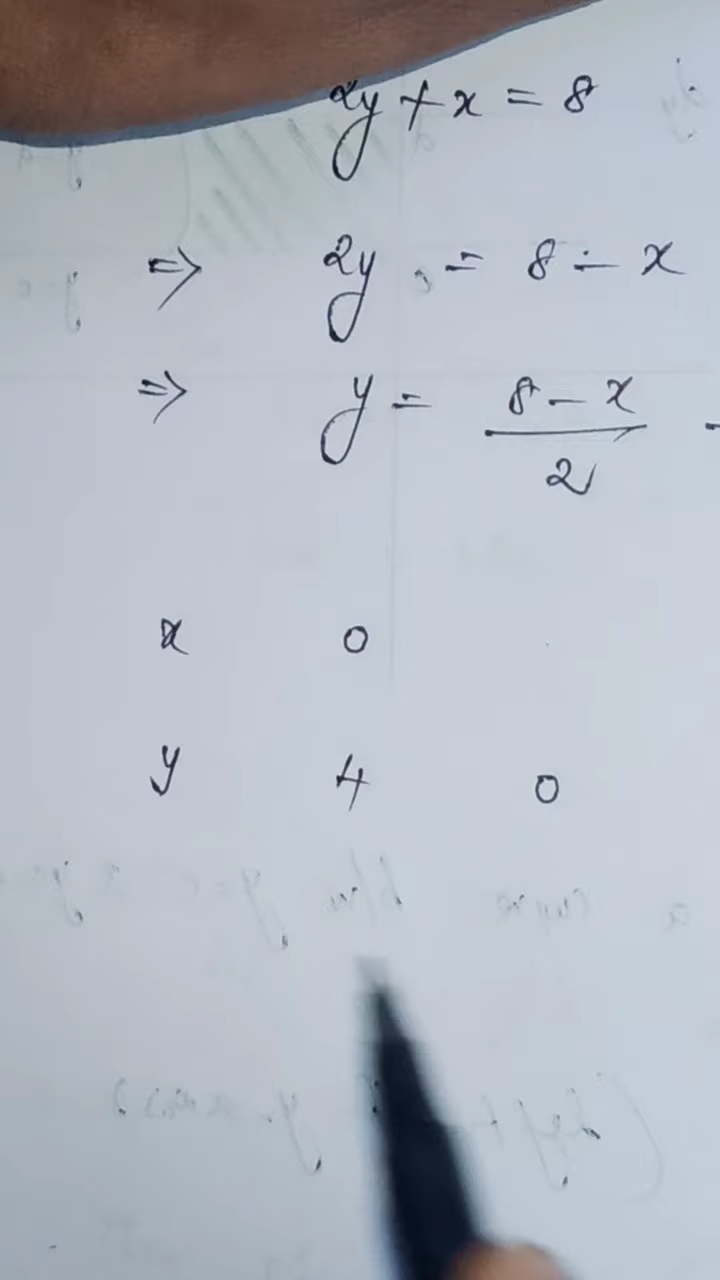 2y + x = 8
⇒ 2y = 8 - x
⇒ y = (8 - x)/2 -
x 0
y 4 0